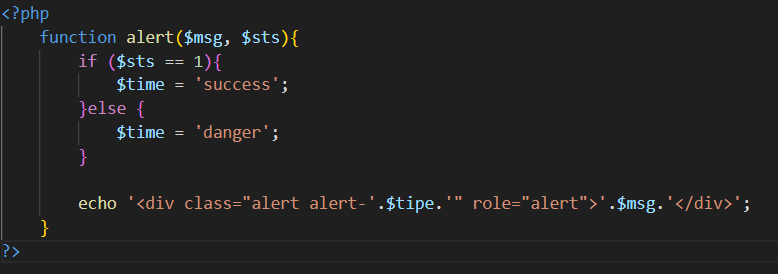 <?php
function alert($msg, $sts){
if ($sts == 1){
$time = 'success';
}else {
$time = 'danger';
}
echo '<div class="alert alert-'.$tipe.'" role="alert">'.$msg.'</div>';
}
?>